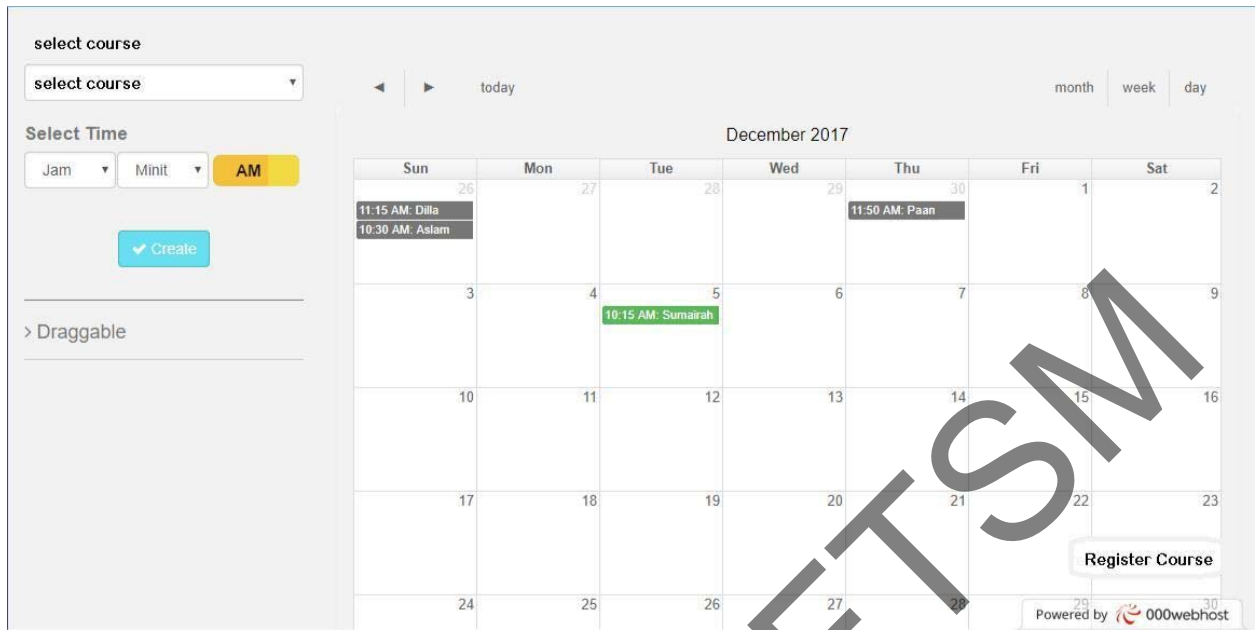 select course
select course
Select Time
Jam Minit AM
Create
> Draggable
today
month week day
December 2017
Sun Mon Tue Wed Thu Fri Sat
26 27 28 29 30 1 2
11:15 AM: Dilla
10:30 AM: Aslam
11:50 AM: Paan
3 4 5 6 7 8 9
10:15 AM: Sumairah
10 11 12 13 14 15 16
17 18 19 20 21 22 23
Register Course
24 25 26 27 28 29 30
Powered by 000webhost
ETSM